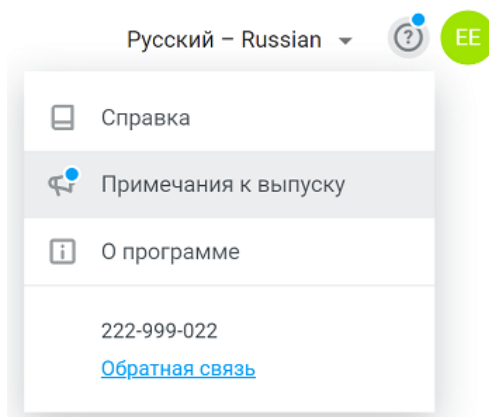 Русский – Russian
?
EE
Справка
Примечания к выпуску
О программе
222-999-022
Обратная связь